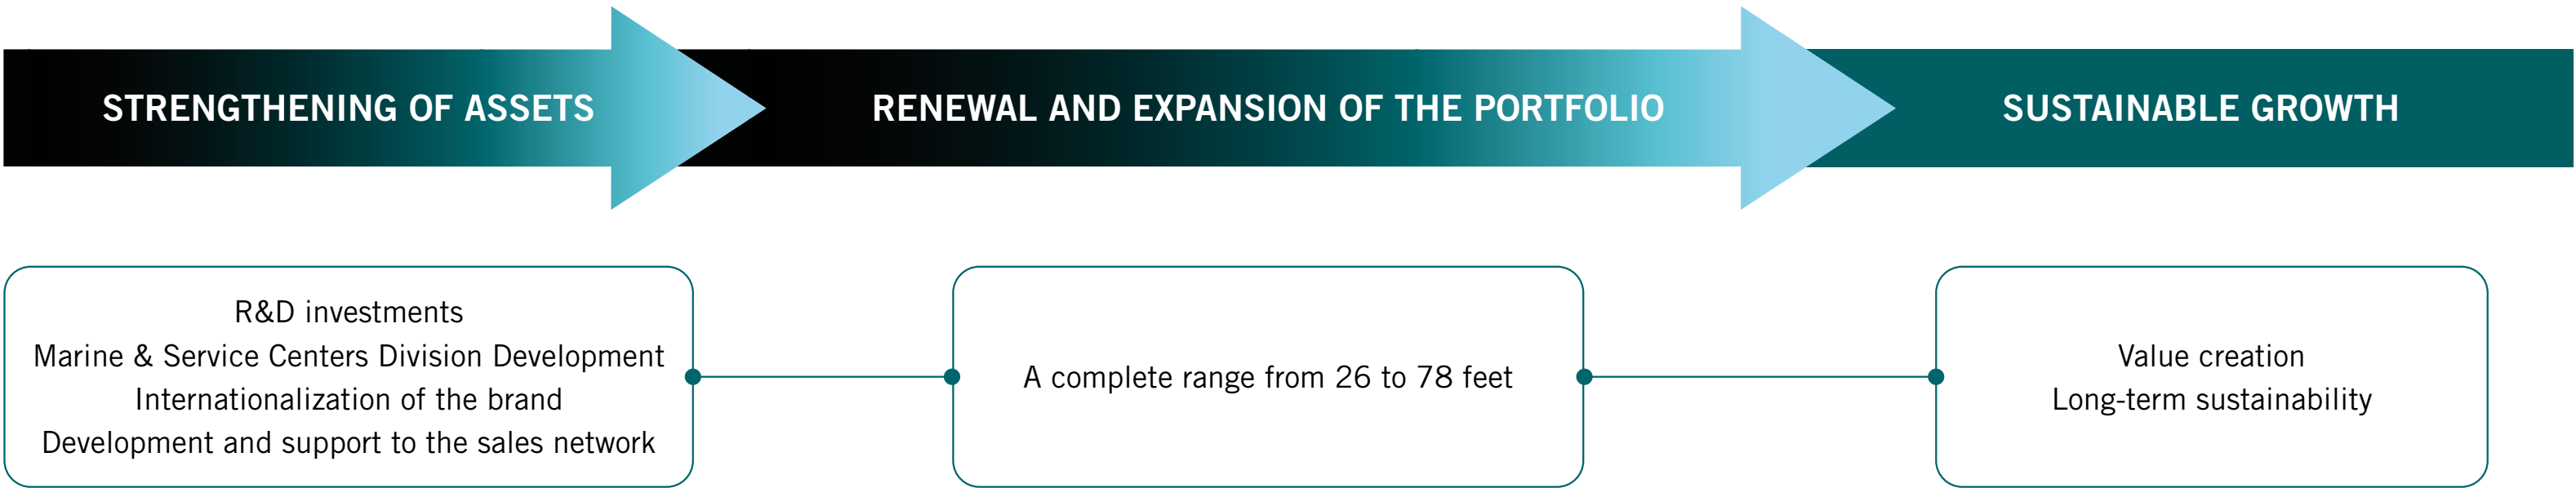 STRENGTHENING OF ASSETS
RENEWAL AND EXPANSION OF THE PORTFOLIO
SUSTAINABLE GROWTH
R&D investments
Marine & Service Centers Division Development
Internationalization of the brand
Development and support to the sales network
A complete range from 26 to 78 feet
Value creation
Long-term sustainability